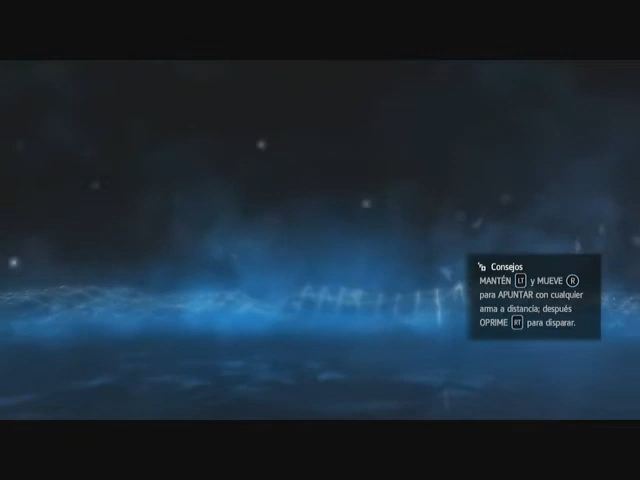 Consejos
MANTÉN LT y MUEVE R
para APUNTAR con cualquier
arma a distancia; después
OPRIME RT para disparar.